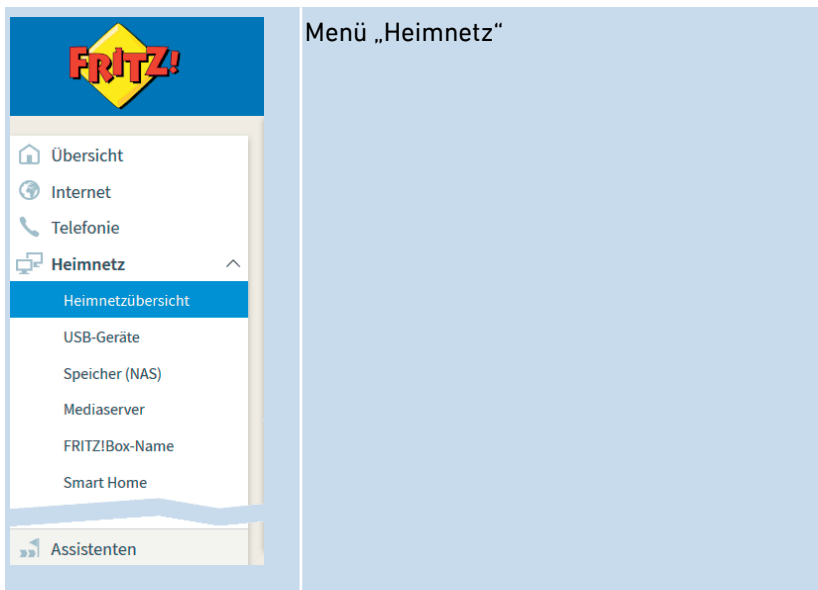 FRITZ!
Menü „Heimnetz“
Übersicht
Internet
Telefonie
Heimnetz
Heimnetzübersicht
USB-Geräte
Speicher (NAS)
Mediaserver
FRITZ!Box-Name
Smart Home
Assistenten